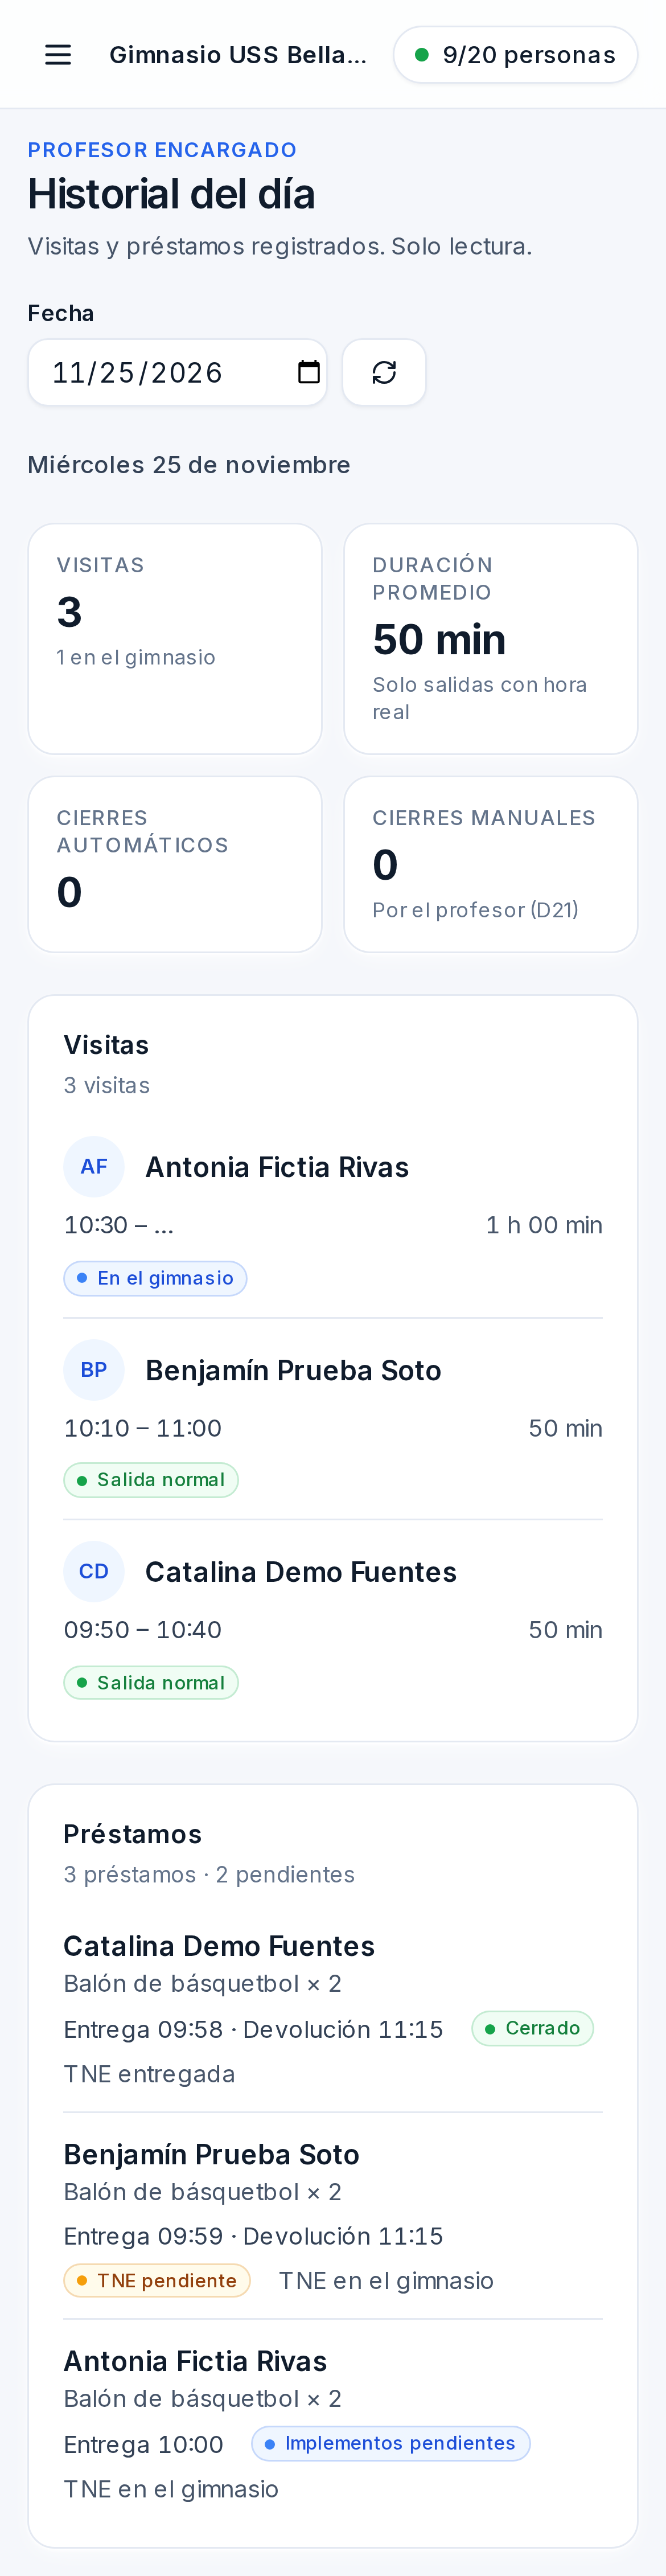 Gimnasio USS Bella...
9/20 personas
PROFESOR ENCARGADO
Historial del día
Visitas y préstamos registrados. Solo lectura.
Fecha
11/25/2026
Miércoles 25 de noviembre
VISITAS
3
1 en el gimnasio
DURACIÓN
PROMEDIO
50 min
Solo salidas con hora
real
CIERRES
AUTOMÁTICOS
0
CIERRES MANUALES
0
Por el profesor (D21)
Visitas
3 visitas
AF
Antonia Fictia Rivas
10:30 – ...
1 h 00 min
En el gimnasio
BP
Benjamín Prueba Soto
10:10 – 11:00
50 min
Salida normal
CD
Catalina Demo Fuentes
09:50 – 10:40
50 min
Salida normal
Préstamos
3 préstamos · 2 pendientes
Catalina Demo Fuentes
Balón de básquetbol × 2
Entrega 09:58 · Devolución 11:15
Cerrado
TNE entregada
Benjamín Prueba Soto
Balón de básquetbol × 2
Entrega 09:59 · Devolución 11:15
TNE pendiente
TNE en el gimnasio
Antonia Fictia Rivas
Balón de básquetbol × 2
Entrega 10:00
Implementos pendientes
TNE en el gimnasio